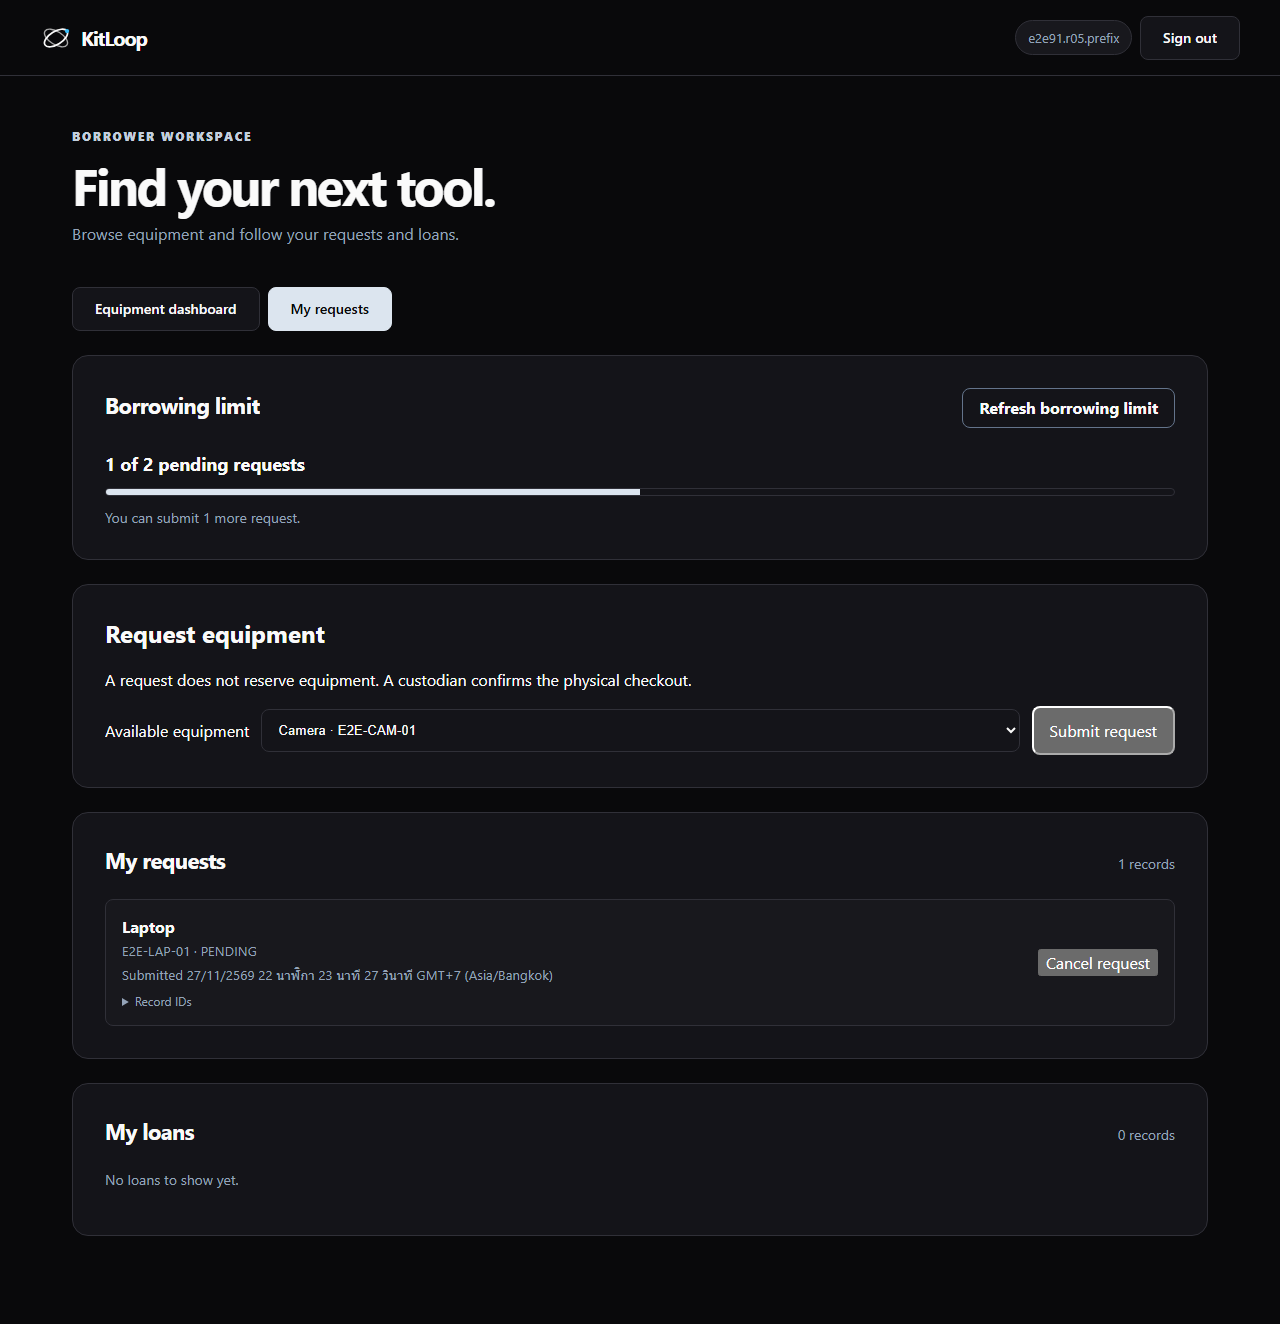 KitLoop
e2e91.r05.prefix
Sign out
BORROWER WORKSPACE
Find your next tool.
Browse equipment and follow your requests and loans.
Equipment dashboard
My requests
Borrowing limit
Refresh borrowing limit
1 of 2 pending requests
You can submit 1 more request.
Request equipment
A request does not reserve equipment. A custodian confirms the physical checkout.
Available equipment
Camera · E2E-CAM-01
Submit request
My requests
1 records
Laptop
E2E-LAP-01 · PENDING
Submitted 27/11/2569 22 นาฬิกา 23 นาที 27 วินาที GMT+7 (Asia/Bangkok)
Cancel request
Record IDs
My loans
0 records
No loans to show yet.